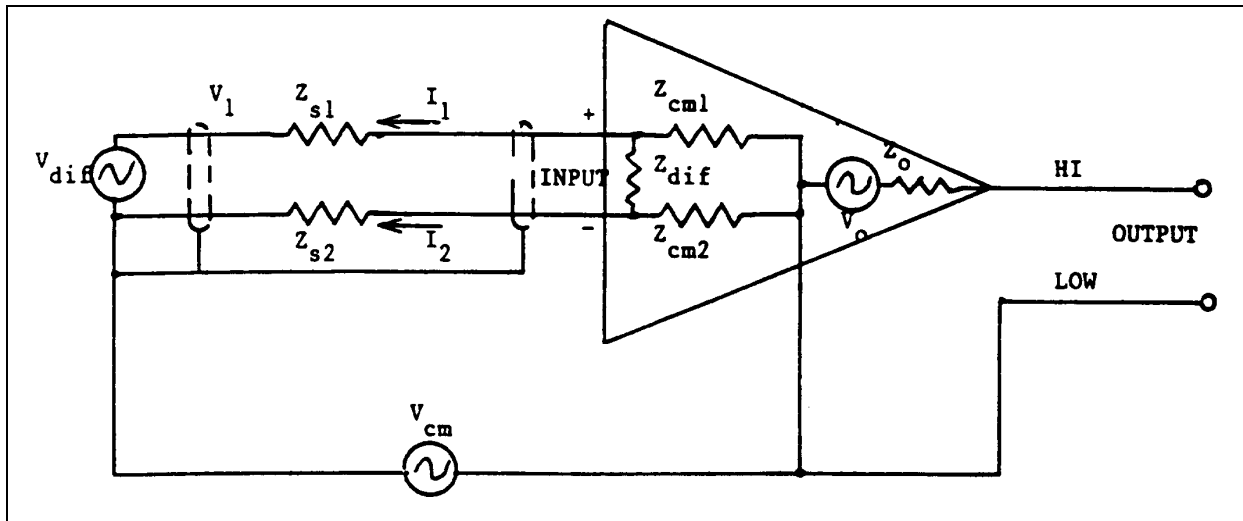 V1
Zs1
I1
+
Zcm1
Vdif
INPUT
Zdif
Zo
HI
Zs2
I2
-
Zcm2
Vo
OUTPUT
LOW
Vcm